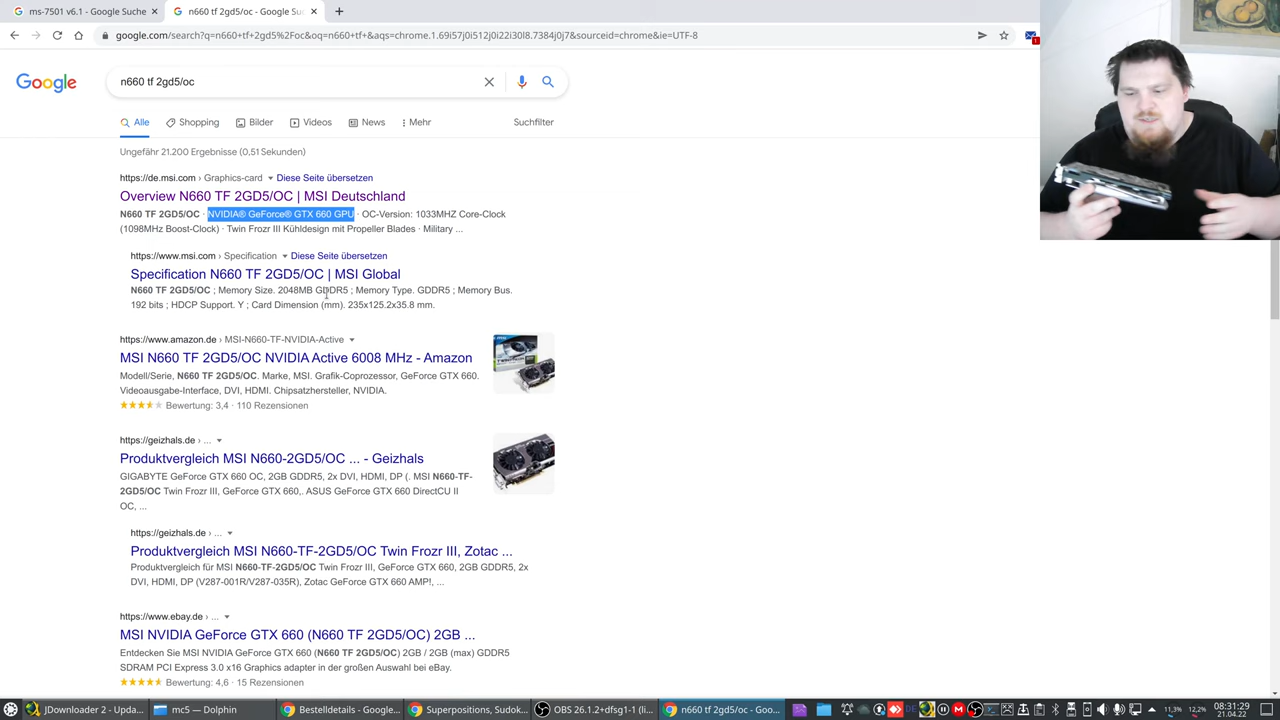 ms-7501 v6.1 - Google Suche
n660 tf 2gd5/oc - Google Suc
google.com/search?q=n660+tf+2gd5%2Foc&oq=n660+tf+&aqs=chrome.1.69i57j0i512j0i22i30l8.7384j0j7&sourceid=chrome&ie=UTF-8
Google
n660 tf 2gd5/oc
Alle
Shopping
Bilder
Videos
News
Mehr
Suchfilter
Ungefähr 21.200 Ergebnisse (0,51 Sekunden)
https://de.msi.com › Graphics-card Diese Seite übersetzen
Overview N660 TF 2GD5/OC | MSI Deutschland
N660 TF 2GD5/OC · NVIDIA® GeForce® GTX 660 GPU · OC-Version: 1033MHZ Core-Clock
(1098MHz Boost-Clock) · Twin Frozr III Kühldesign mit Propeller Blades · Military ...
https://www.msi.com › Specification Diese Seite übersetzen
Specification N660 TF 2GD5/OC | MSI Global
N660 TF 2GD5/OC ; Memory Size. 2048MB GDDR5 ; Memory Type. GDDR5 ; Memory Bus.
192 bits ; HDCP Support. Y ; Card Dimension (mm). 235x125.2x35.8 mm.
https://www.amazon.de › MSI-N660-TF-NVIDIA-Active
MSI N660 TF 2GD5/OC NVIDIA Active 6008 MHz - Amazon
Modell/Serie, N660 TF 2GD5/OC. Marke, MSI. Grafik-Coprozessor, GeForce GTX 660.
Videoausgabe-Interface, DVI, HDMI. Chipsatzhersteller, NVIDIA.
Bewertung: 3,4 · 110 Rezensionen
https://geizhals.de › ...
Produktvergleich MSI N660-2GD5/OC ... - Geizhals
GIGABYTE GeForce GTX 660 OC, 2GB GDDR5, 2x DVI, HDMI, DP (. MSI N660-TF-
2GD5/OC Twin Frozr III, GeForce GTX 660,. ASUS GeForce GTX 660 DirectCU II
OC, ...
https://geizhals.de › ...
Produktvergleich MSI N660-TF-2GD5/OC Twin Frozr III, Zotac ...
Produktvergleich für MSI N660-TF-2GD5/OC Twin Frozr III, GeForce GTX 660, 2GB GDDR5, 2x
DVI, HDMI, DP (V287-001R/V287-035R), Zotac GeForce GTX 660 AMP!, ...
https://www.ebay.de › ...
MSI NVIDIA GeForce GTX 660 (N660 TF 2GD5/OC) 2GB ...
Entdecken Sie MSI NVIDIA GeForce GTX 660 (N660 TF 2GD5/OC) 2GB / 2GB (max) GDDR5
SDRAM PCI Express 3.0 x16 Graphics adapter in der großen Auswahl bei eBay.
Bewertung: 4,6 · 15 Rezensionen
JDownloader 2 - Upda...
mc5 — Dolphin
Bestelldetails - Google...
Superpositions, Sudok...
OBS 26.1.2+dfsg1-1 (li...
n660 tf 2gd5/oc - Goo...
DE
11,3%
12,2%
08:31:29
21.04.22